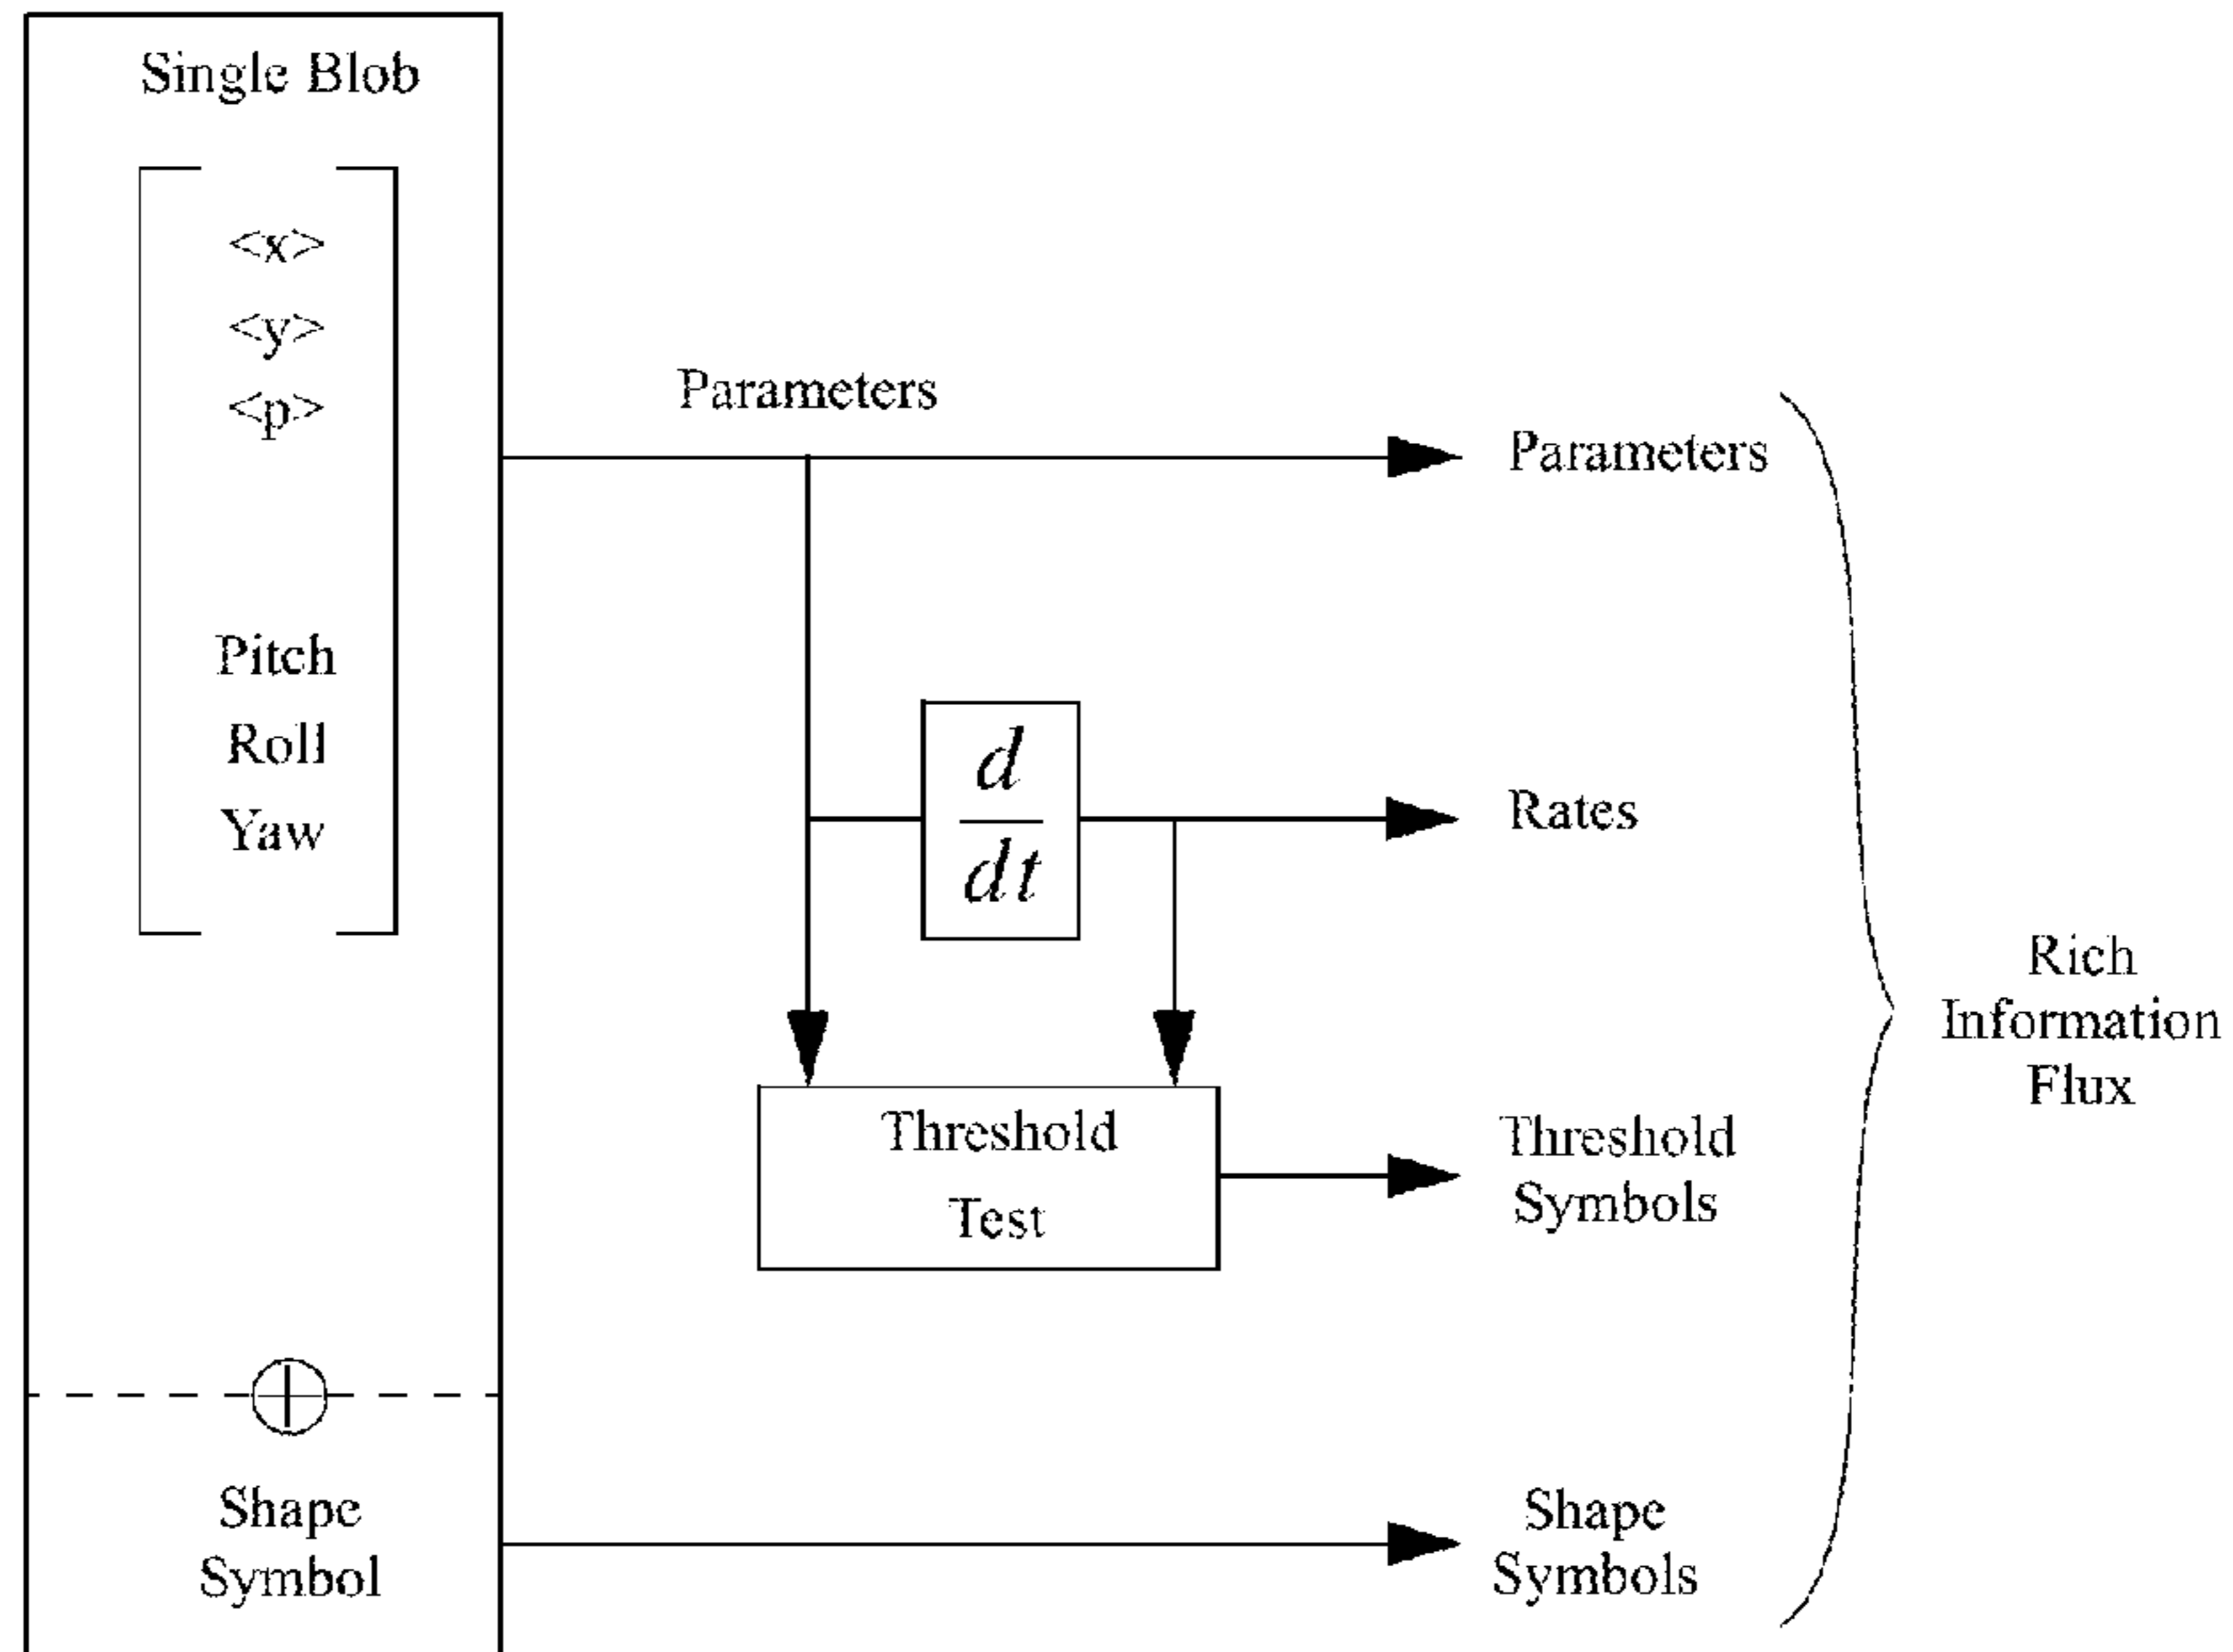 Single Blob
<x>
<y>
<p>
Pitch
Roll
Yaw
Shape
Symbol
Parameters
d
dt
Threshold
Test
Parameters
Rates
Threshold
Symbols
Shape
Symbols
Rich
Information
Flux